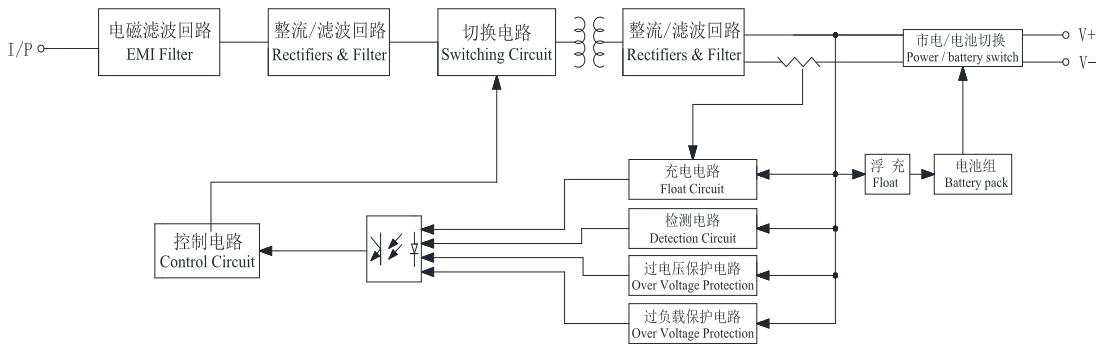 I/P
电磁滤波回路
EMI Filter
整流/滤波回路
Rectifiers & Filter
切换电路
Switching Circuit
整流/滤波回路
Rectifiers & Filter
市电/电池切换
Power / battery switch
V+
V-
充电电路
Float Circuit
浮 充
Float
电池组
Battery pack
检测电路
Detection Circuit
控制电路
Control Circuit
过电压保护电路
Over Voltage Protection
过负载保护电路
Over Voltage Protection